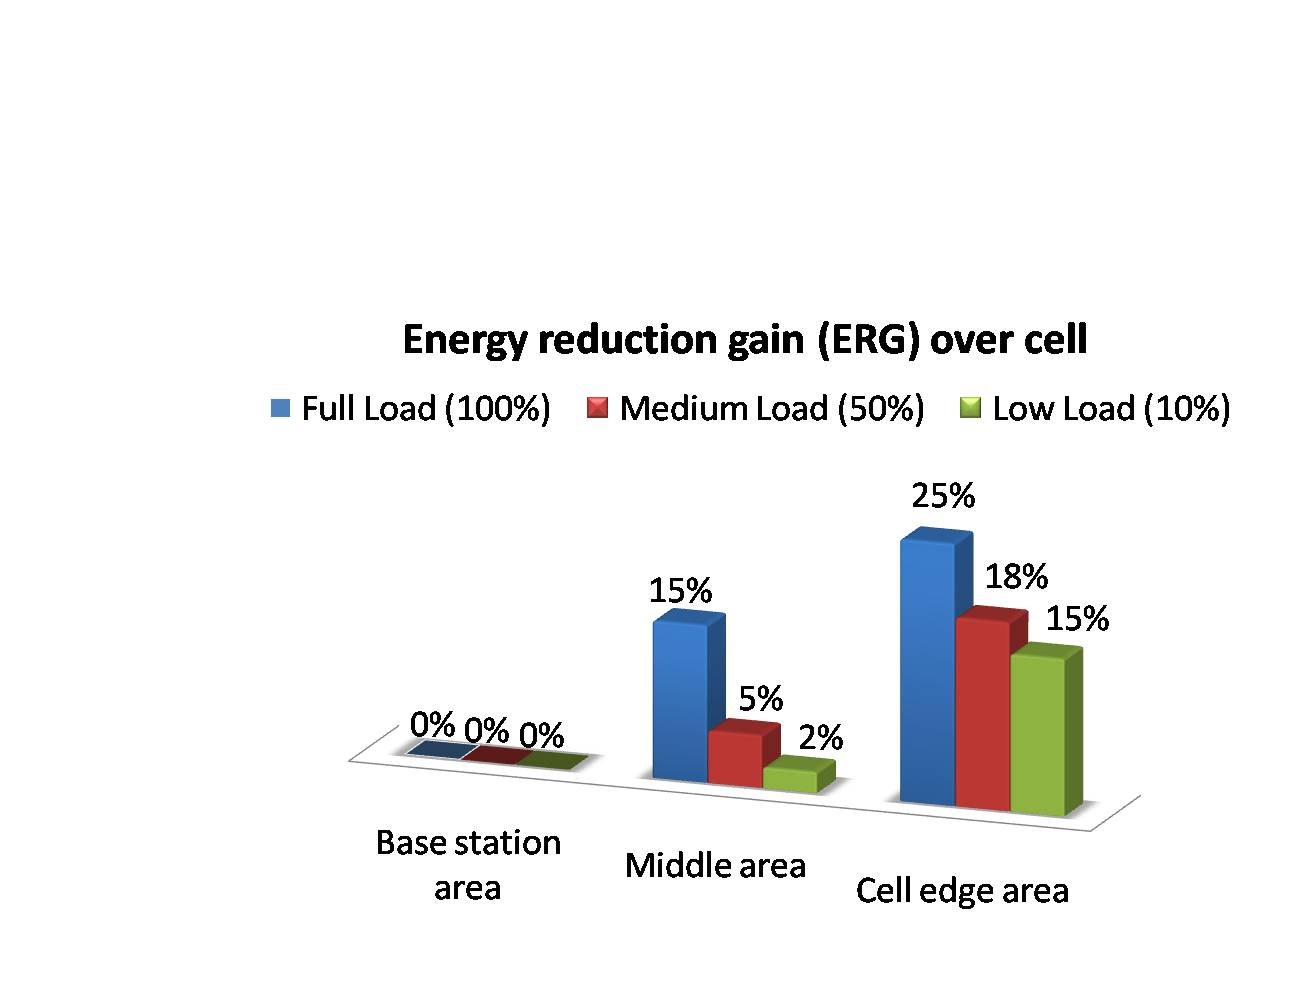 Energy reduction gain (ERG) over cell
Full Load (100%) Medium Load (50%) Low Load (10%)
25%
18%
15%
15%
5%
2%
0% 0% 0%
Base station
area
Middle area
Cell edge area